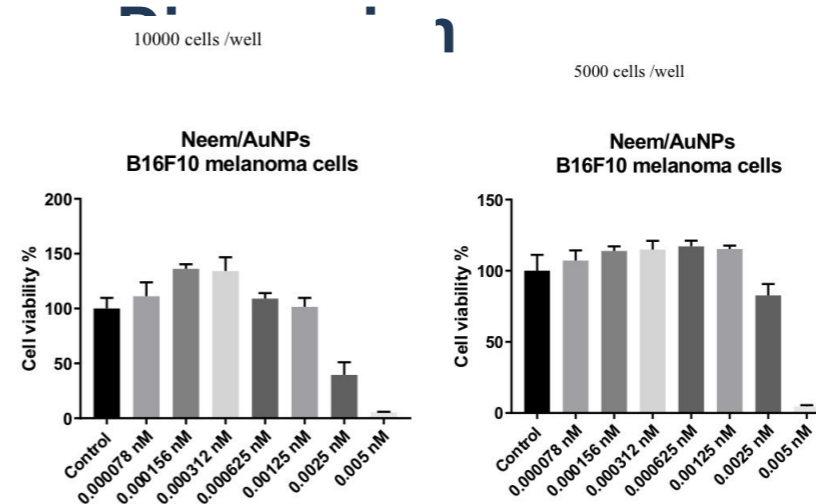 10000 cells /well
5000 cells /well
Neem/AuNPs
B16F10 melanoma cells
200
150
100
50
0
Cell viability %
Control
0.000078 nM
0.000156 nM
0.000312 nM
0.000625 nM
0.00125 nM
0.0025 nM
0.005 nM
Neem/AuNPs
B16F10 melanoma cells
150
100
50
0
Cell viability %
Control
0.000078 nM
0.000156 nM
0.000312 nM
0.000625 nM
0.00125 nM
0.0025 nM
0.005 nM